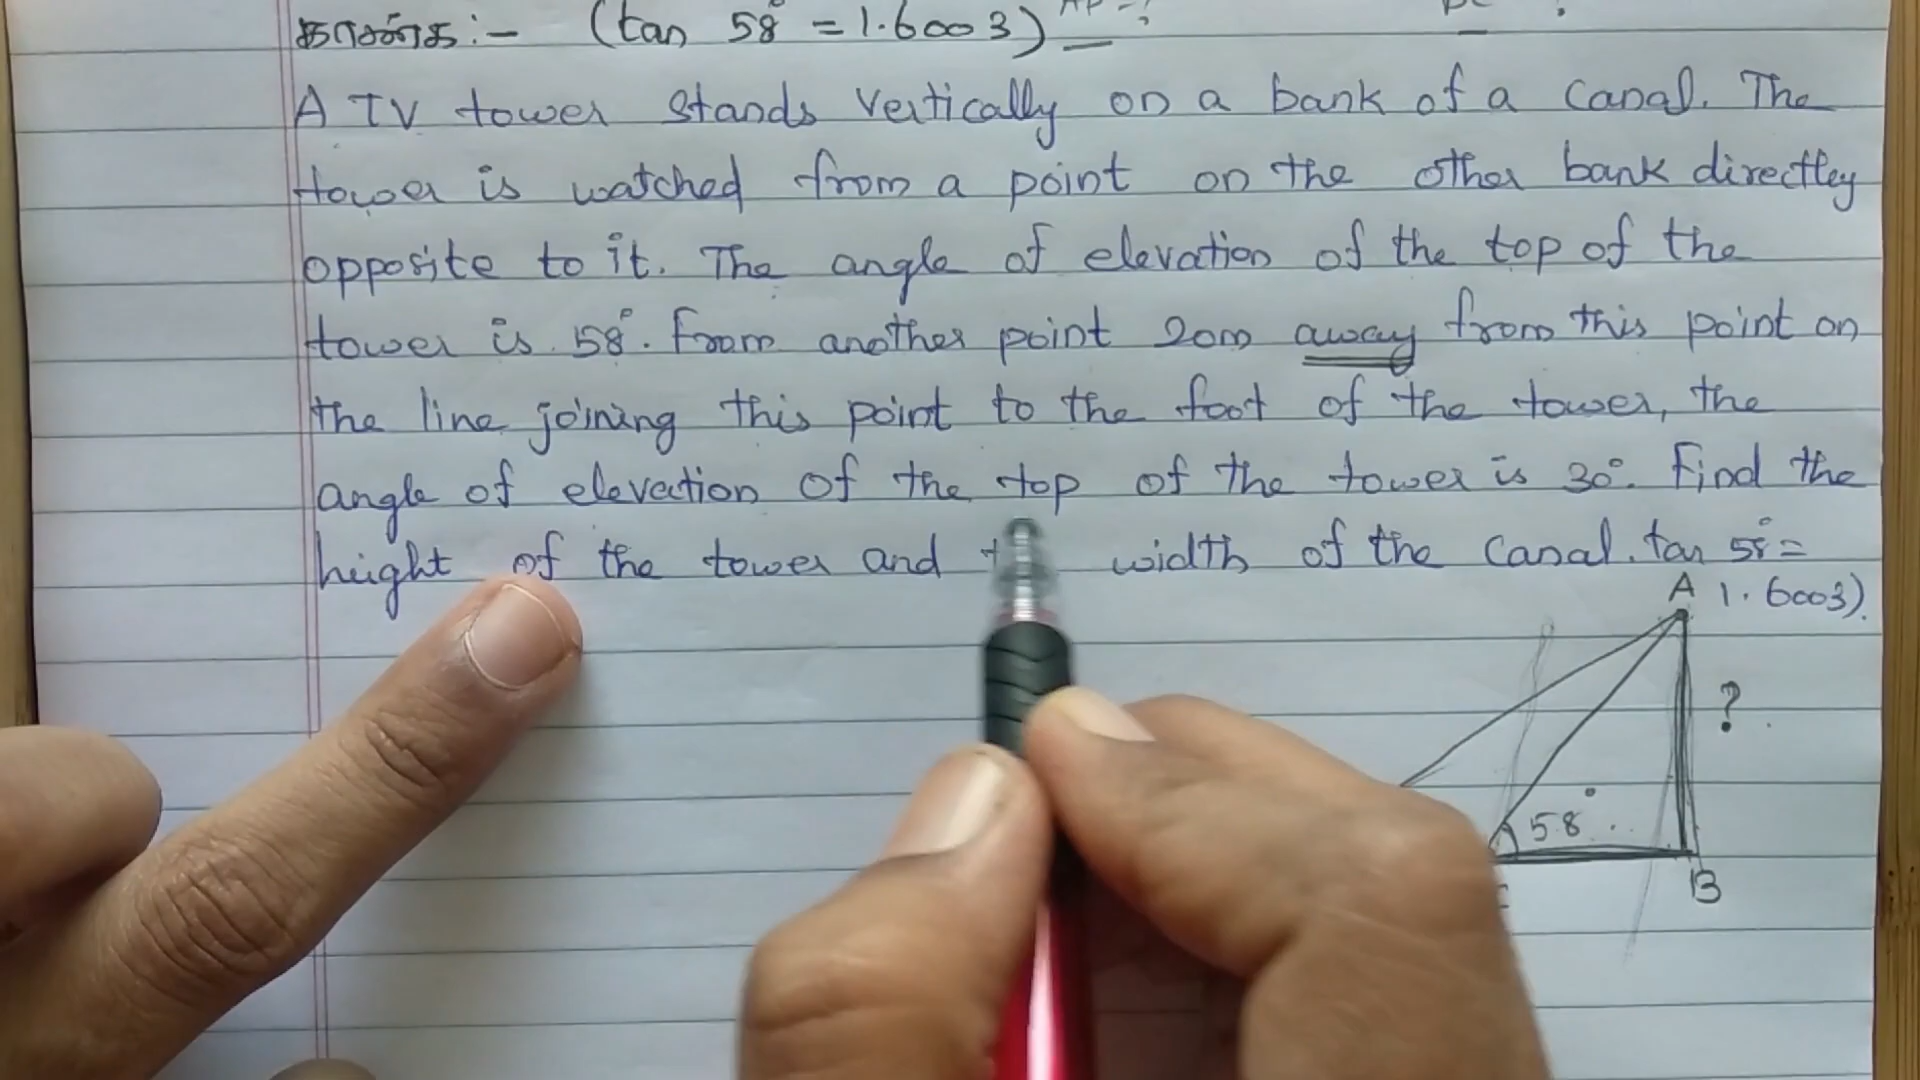 காண்க :- (tan 58° = 1.6003) AB = ?
A TV tower stands vertically on a bank of a canal. The
tower is watched from a point on the other bank directley
opposite to it. The angle of elevation of the top of the
tower is 58°. From another point 20m away from this point on
the line joining this point to the foot of the tower, the
angle of elevation of the top of the tower is 30°. Find the
height of the tower and width of the canal. tan 58° =
1.6003).
A
?
58°
B